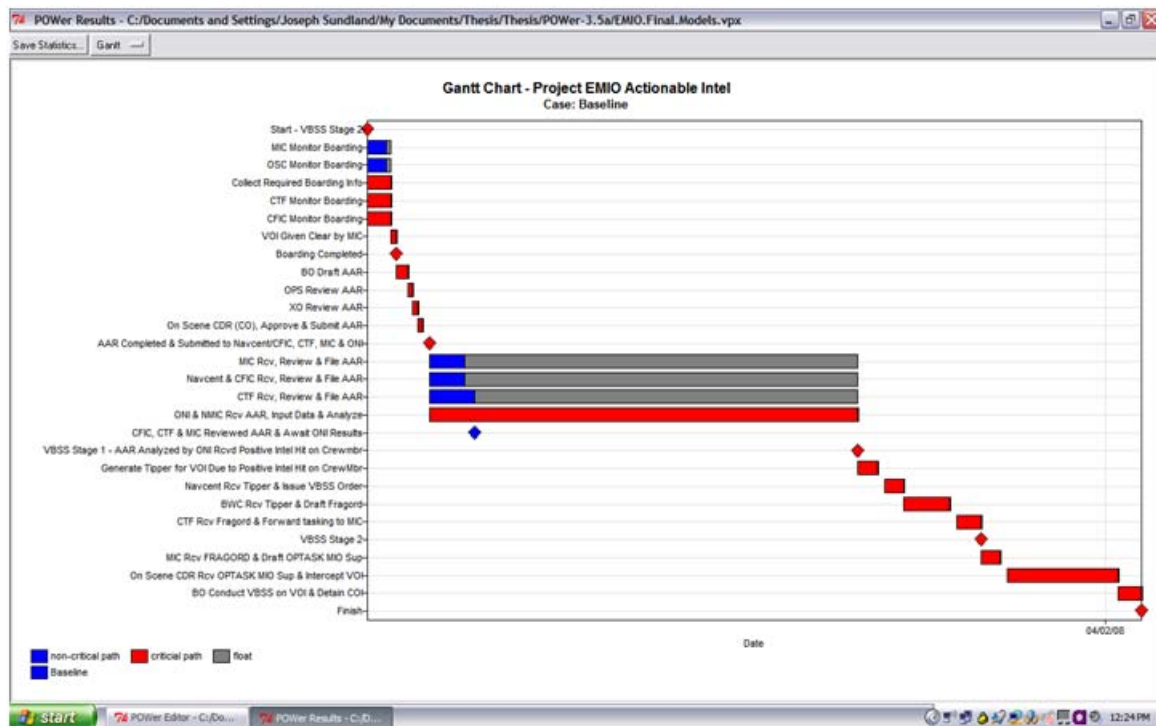 POWer Results - C:/Documents and Settings/Joseph Sundland/My Documents/Thesis/Thesis/POWer-3.5a/EMIO.Final.Models.vpx
Save Statistics... Gantt
Gantt Chart - Project EMIO Actionable Intel
Case: Baseline
Start - VBSS Stage 2
MIC Monitor Boarding
OSC Monitor Boarding
Collect Required Boarding Info
CTF Monitor Boarding
CFIC Monitor Boarding
VOI Given Clear by MIC
Boarding Completed
BO Draft AAR
OPS Review AAR
XO Review AAR
On Scene CDR (CO), Approve & Submit AAR
AAR Completed & Submitted to Navcent/CFIC, CTF, MIC & ONI
MIC Rcv, Review & File AAR
Navcent & CFIC Rcv, Review & File AAR
CTF Rcv, Review & File AAR
ONI & NMIC Rcv AAR, Input Data & Analyze
CFIC, CTF & MIC Reviewed AAR & Await ONI Results
VBSS Stage 1 - AAR Analyzed by ONI Rcvd Positive Intel Hit on Crewmbr
Generate Tipper for VOI Due to Positive Intel Hit on CrewMbr
Navcent Rcv Tipper & Issue VBSS Order
BWC Rcv Tipper & Draft Fragord
CTF Rcv Fragord & Forward tasking to MIC
VBSS Stage 2
MIC Rcv FRAGORD & Draft OPTASK MIO Sup
On Scene CDR Rcv OPTASK MIO Sup & Intercept VOI
BO Conduct VBSS on VOI & Detain COI
Finish
04/02/08
Date
non-critical path criticial path float
Baseline
start POWer Editor - C:/Do... POWer Results - C:/D... 12:24 PM